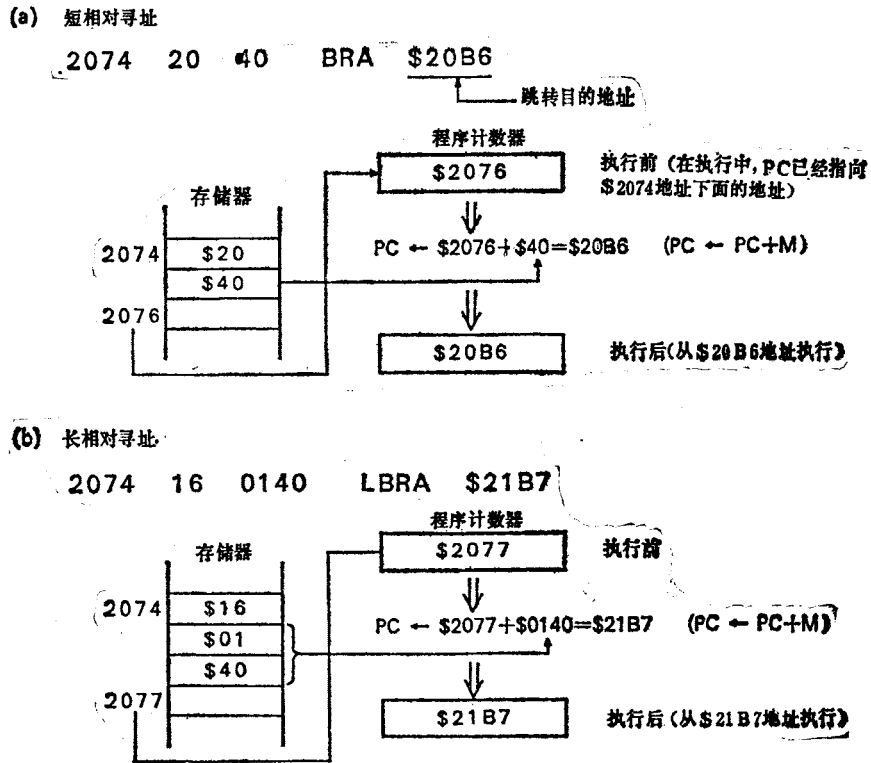 (a) 短相对寻址
2074 20 40 BRA $20B6
跳转目的地址
程序计数器
$2076
执行前（在执行中，PC已经指向
$2074地址下面的地址）
存储器
2074 $20
PC ← $2076+$40=$20B6 (PC ← PC+M)
$40
2076
$20B6
执行后(从$20B6地址执行)
(b) 长相对寻址
2074 16 0140 LBRA $21B7
程序计数器
存储器
$2077
执行前
2074 $16
PC ← $2077+$0140=$21B7 (PC ← PC+M)
$01
$40
2077
$21B7
执行后(从$21B7地址执行)